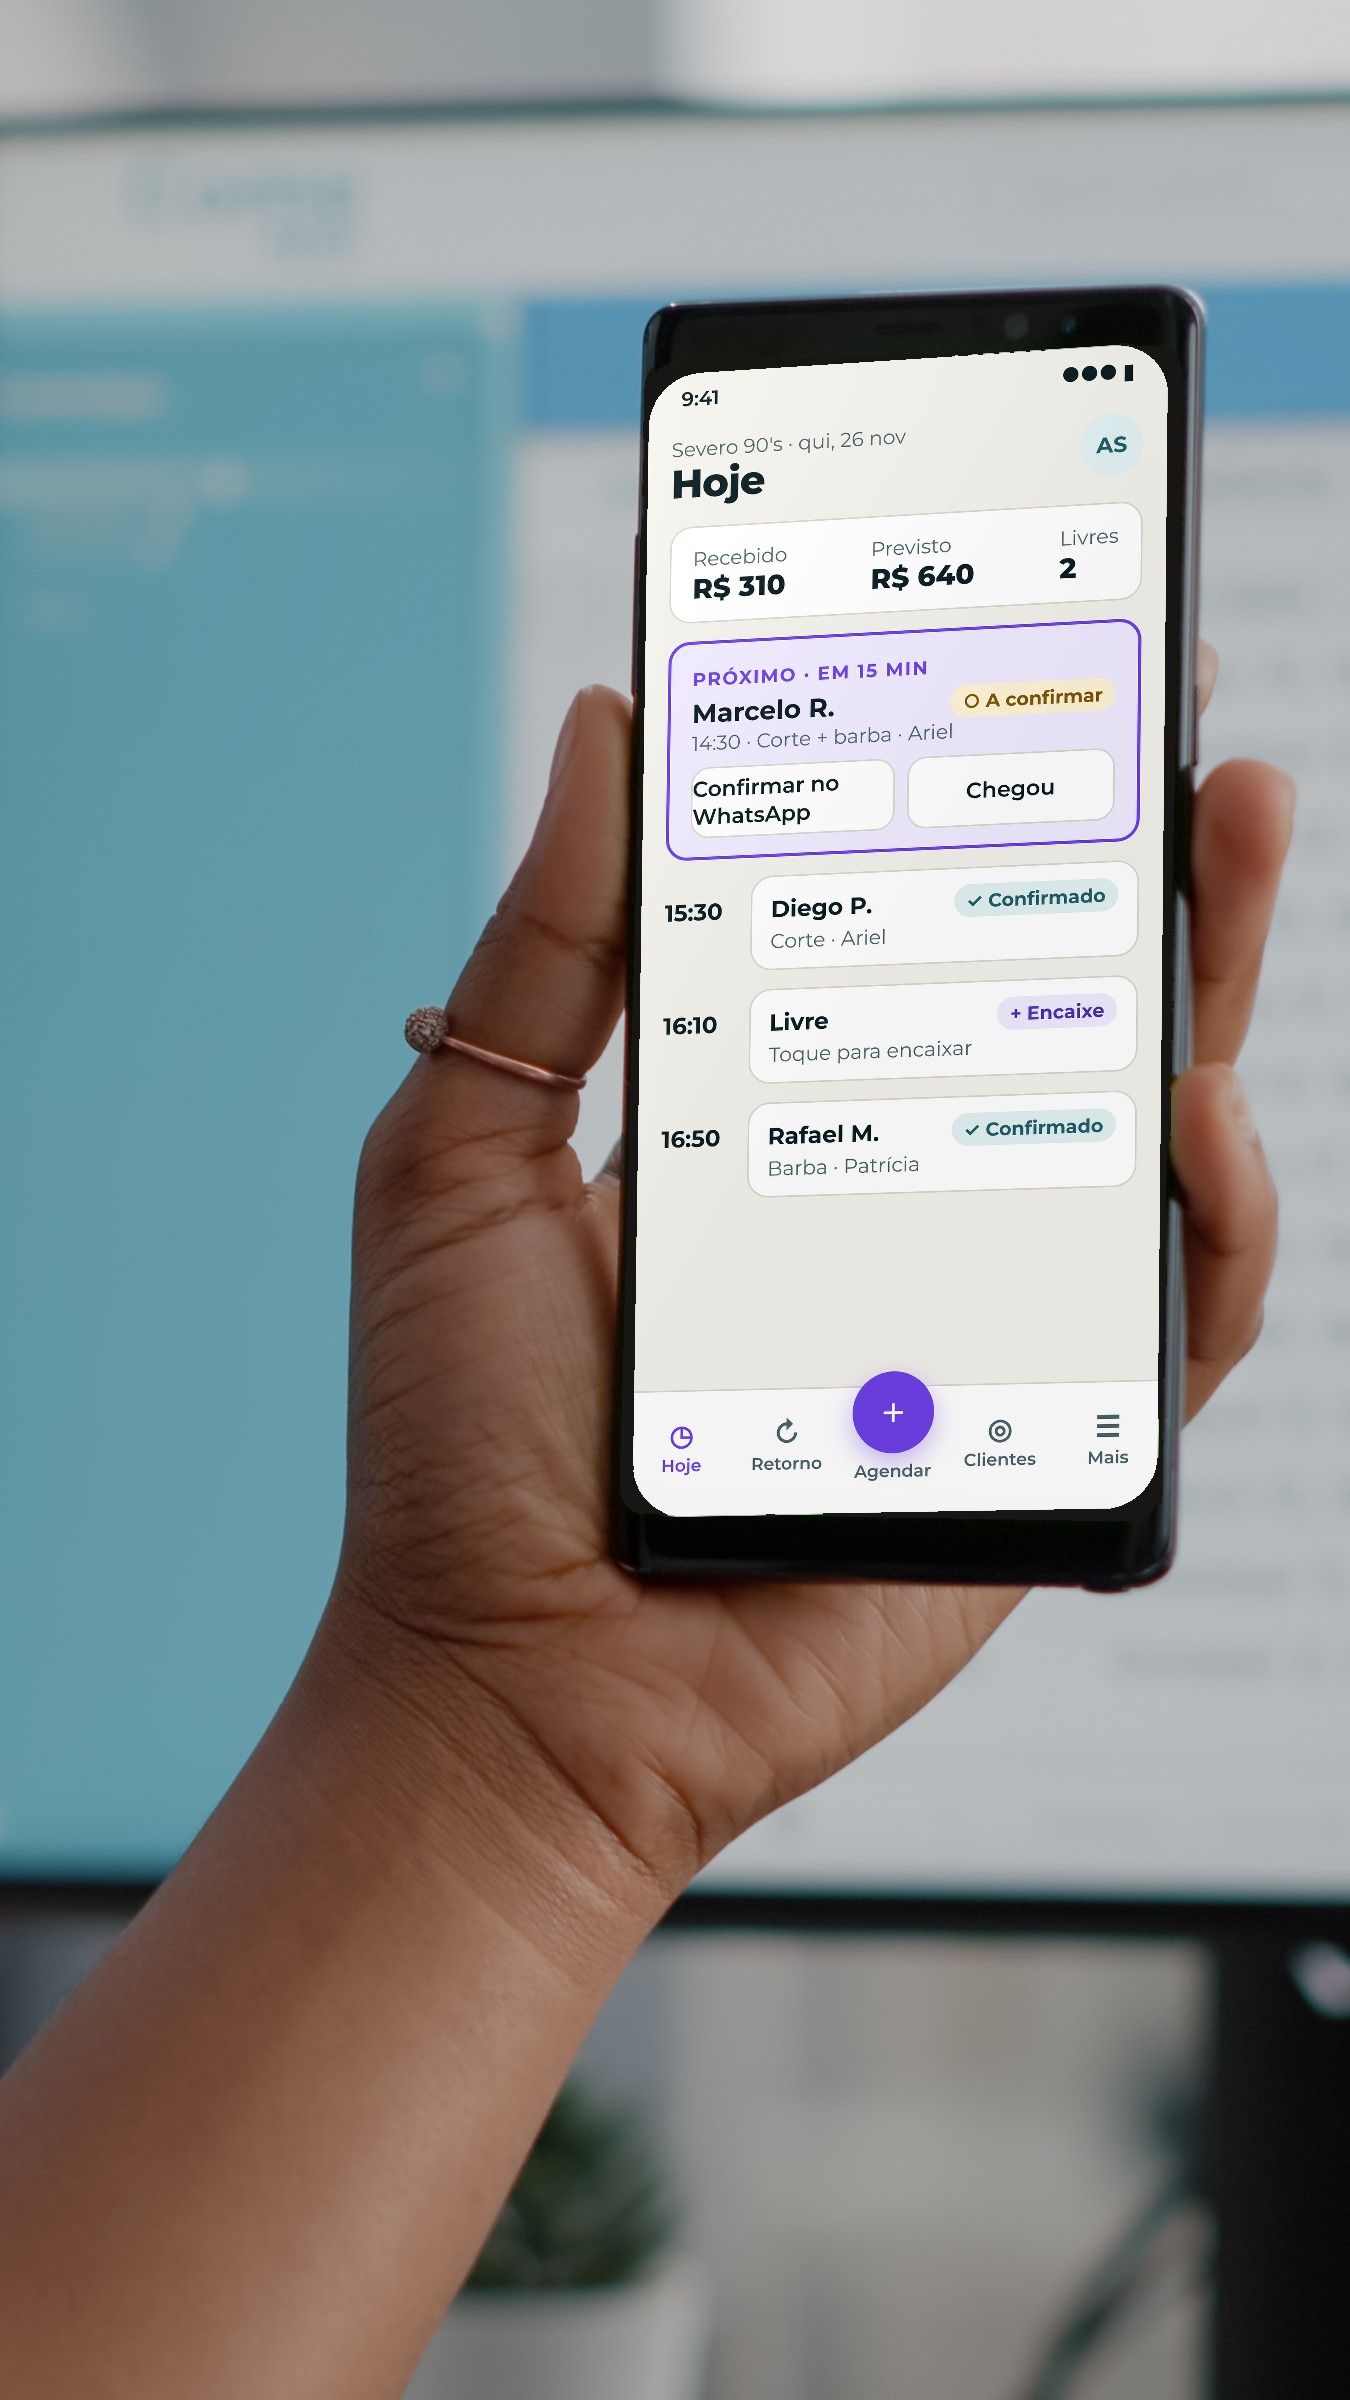 9:41
Severo 90's · qui, 26 nov
AS
Hoje
Recebido
R$ 310
Previsto
R$ 640
Livres
2
PRÓXIMO · EM 15 MIN
Marcelo R.
A confirmar
14:30 · Corte + barba · Ariel
Confirmar no
WhatsApp
Chegou
15:30
Diego P.
✓ Confirmado
Corte · Ariel
16:10
Livre
+ Encaixe
Toque para encaixar
16:50
Rafael M.
✓ Confirmado
Barba · Patrícia
Hoje
Retorno
+
Agendar
Clientes
Mais